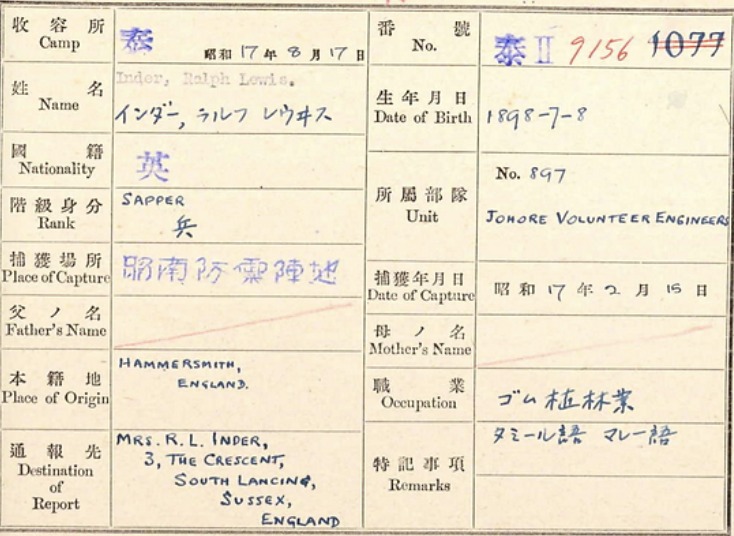 收容所
Camp
泰
昭和17年8月17日
番號
No.
泰II 9156 1077
姓名
Name
Inder, Ralph Lewis.
インダー, ラルフ レウヰス
生年月日
Date of Birth
1898-7-8
國籍
Nationality
英
所屬部隊
Unit
No. 897
JOHORE VOLUNTEER ENGINEERS
階級身分
Rank
SAPPER
兵
捕獲場所
Place of Capture
昭南防衛陣地
捕獲年月日
Date of Capture
昭和17年2月15日
父ノ名
Father's Name
母ノ名
Mother's Name
本籍地
Place of Origin
HAMMERSMITH,
ENGLAND.
職業
Occupation
ゴム植林業
通報先
Destination
of
Report
MRS. R. L. INDER,
3, THE CRESCENT,
SOUTH LANCING,
SUSSEX,
ENGLAND
特記事項
Remarks
タミール語 マレー語